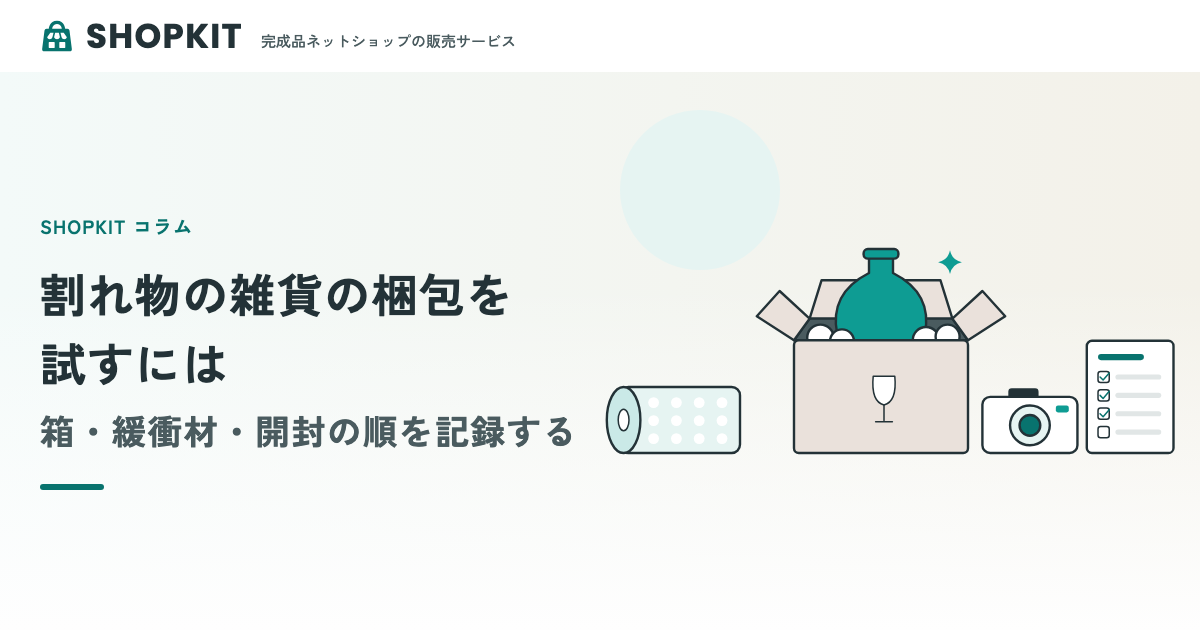 SHOPKIT 完成品ネットショップの販売サービス
SHOPKIT コラム
割れ物の雑貨の梱包を
試すには
箱・緩衝材・開封の順を記録する